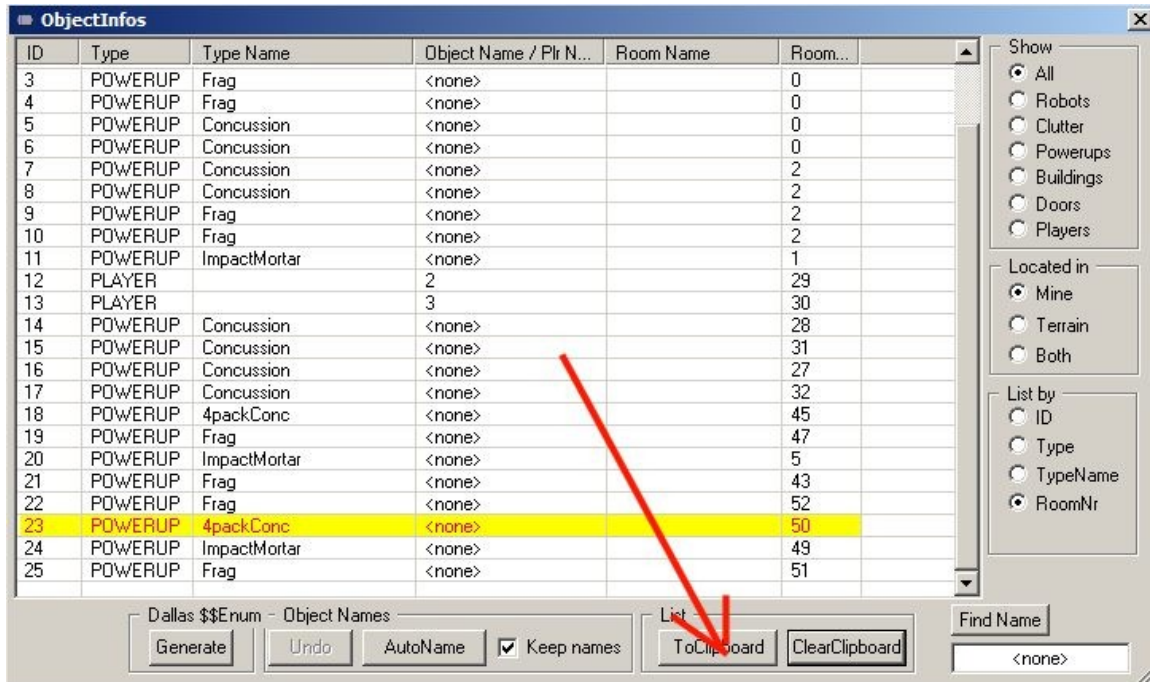 ObjectInfos
ID Type Type Name Object Name / Plr N... Room Name Room...
3 POWERUP Frag <none> 0
4 POWERUP Frag <none> 0
5 POWERUP Concussion <none> 0
6 POWERUP Concussion <none> 0
7 POWERUP Concussion <none> 2
8 POWERUP Concussion <none> 2
9 POWERUP Frag <none> 2
10 POWERUP Frag <none> 2
11 POWERUP ImpactMortar <none> 1
12 PLAYER 2 29
13 PLAYER 3 30
14 POWERUP Concussion <none> 28
15 POWERUP Concussion <none> 31
16 POWERUP Concussion <none> 27
17 POWERUP Concussion <none> 32
18 POWERUP 4packConc <none> 45
19 POWERUP Frag <none> 47
20 POWERUP ImpactMortar <none> 5
21 POWERUP Frag <none> 43
22 POWERUP Frag <none> 52
23 POWERUP 4packConc <none> 50
24 POWERUP ImpactMortar <none> 49
25 POWERUP Frag <none> 51
Show
All
Robots
Clutter
Powerups
Buildings
Doors
Players
Located in
Mine
Terrain
Both
List by
ID
Type
TypeName
RoomNr
Dallas $$Enum - Object Names
Generate Undo AutoName Keep names
List
ToClipboard ClearClipboard
Find Name
<none>